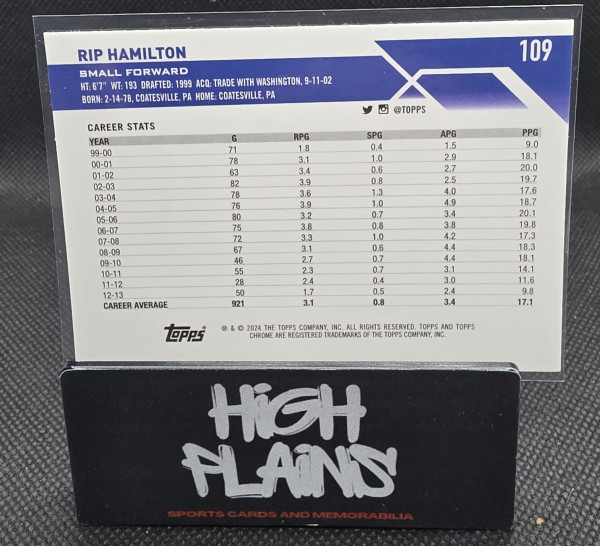 RIP HAMILTON 109
SMALL FORWARD
HT: 6'7" WT: 193 DRAFTED: 1999 ACQ: TRADE WITH WASHINGTON, 9-11-02
BORN: 2-14-78, COATESVILLE, PA HOME: COATESVILLE, PA
@TOPPS
CAREER STATS
YEAR G RPG SPG APG PPG
99-00 71 1.8 0.4 1.5 9.0
00-01 78 3.1 1.0 2.9 18.1
01-02 63 3.4 0.6 2.7 20.0
02-03 82 3.9 0.8 2.5 19.7
03-04 78 3.6 1.3 4.0 17.6
04-05 76 3.9 1.0 4.9 18.7
05-06 80 3.2 0.7 3.4 20.1
06-07 75 3.8 0.8 3.8 19.8
07-08 72 3.3 1.0 4.2 17.3
08-09 67 3.1 0.6 4.4 18.3
09-10 46 2.7 0.7 4.4 18.1
10-11 55 2.3 0.7 3.1 14.1
11-12 28 2.4 0.4 3.0 11.6
12-13 50 1.7 0.5 2.4 9.8
CAREER AVERAGE 921 3.1 0.8 3.4 17.1
topps
® & © 2024 THE TOPPS COMPANY, INC. ALL RIGHTS RESERVED. TOPPS AND TOPPS
CHROME ARE REGISTERED TRADEMARKS OF THE TOPPS COMPANY, INC.
HiGH
PLAiNS
SPORTS CARDS AND MEMORABILIA